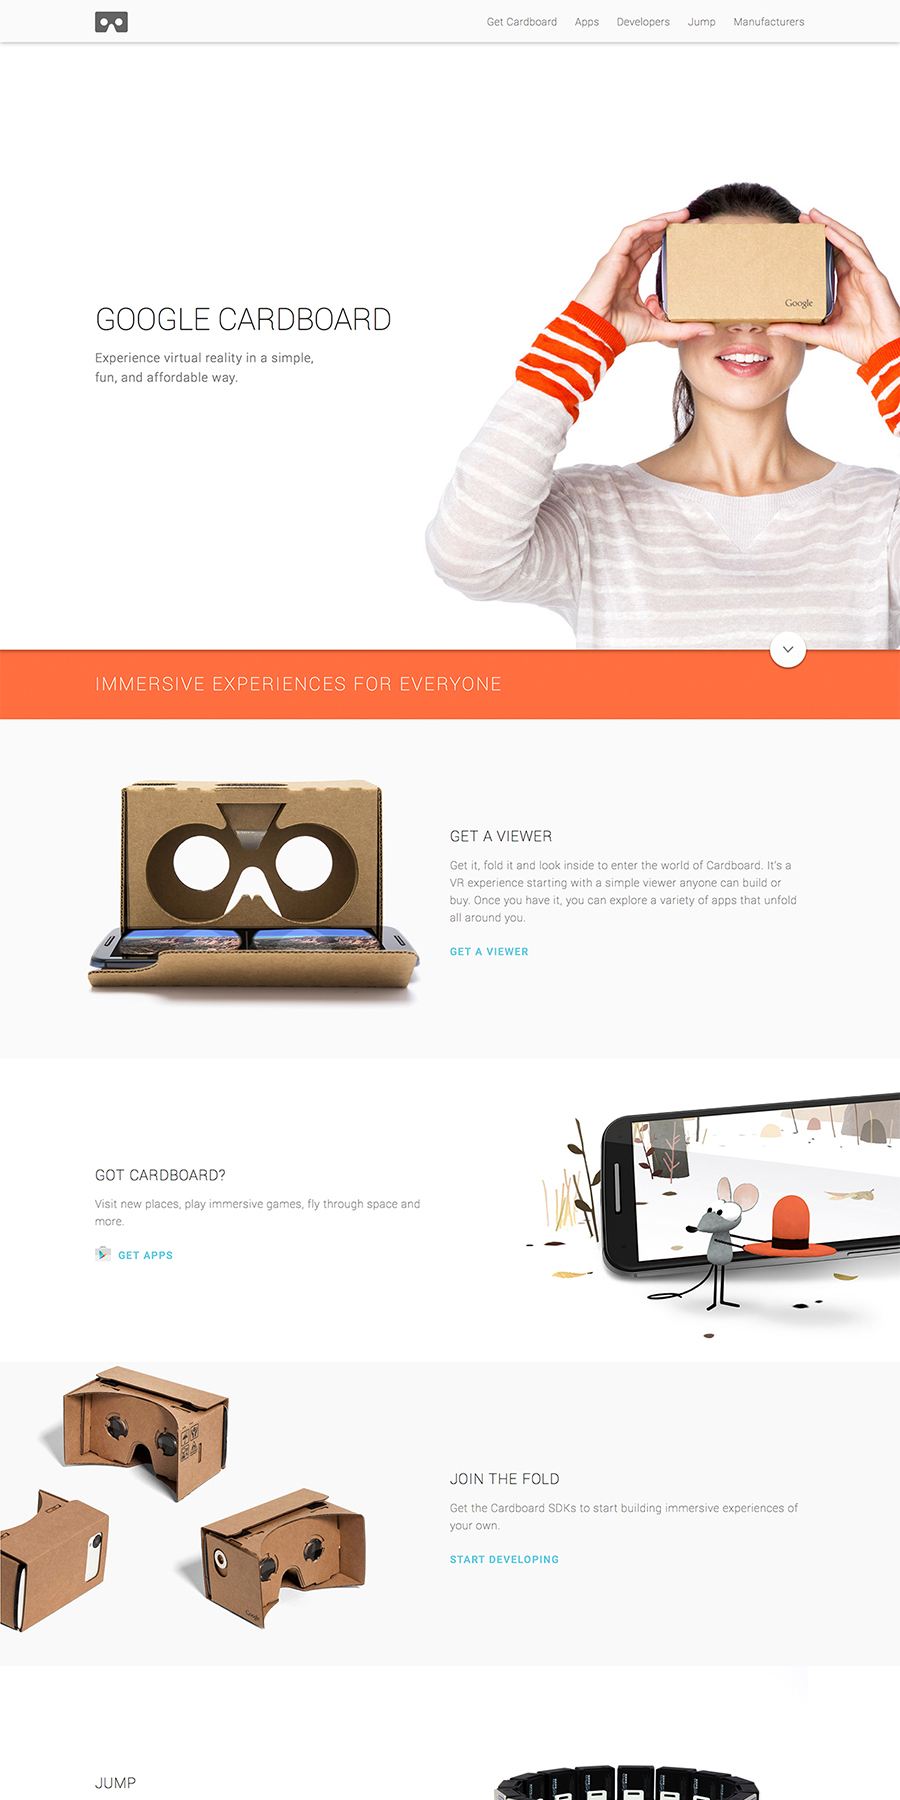 Get Cardboard Apps Developers Jump Manufacturers
Google
GOOGLE CARDBOARD
Experience virtual reality in a simple,
fun, and affordable way.
IMMERSIVE EXPERIENCES FOR EVERYONE
GET A VIEWER
Get it, fold it and look inside to enter the world of Cardboard. It's a
VR experience starting with a simple viewer anyone can build or
buy. Once you have it, you can explore a variety of apps that unfold
all around you.
GET A VIEWER
GOT CARDBOARD?
Visit new places, play immersive games, fly through space and
more.
GET APPS
JOIN THE FOLD
Get the Cardboard SDKs to start building immersive experiences of
your own.
START DEVELOPING
Google
JUMP